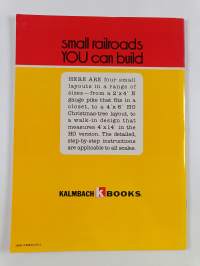 small railroads
YOU can build
HERE ARE four small
layouts in a range of
sizes—from a 2'x4' N
gauge pike that fits in a
closet, to a 4'x6' HO
Christmas-tree layout, to
a walk-in design that
measures 4'x14' in the
HO version. The detailed,
step-by-step instructions
are applicable to all scales.
KALMBACH K BOOKS